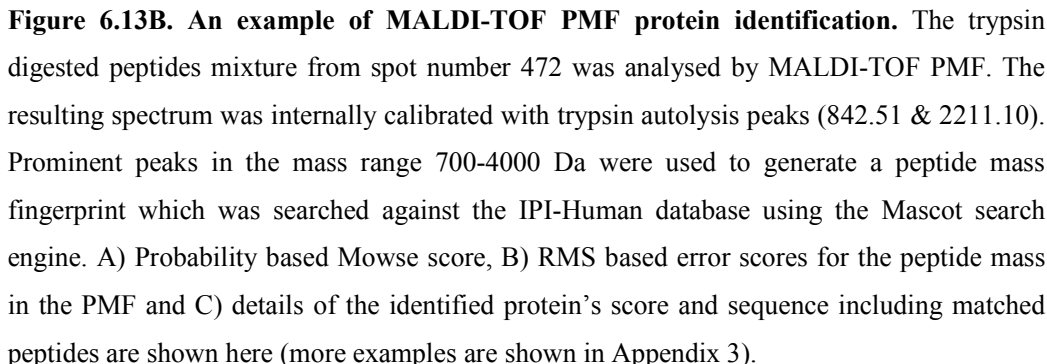 Figure 6.13B. An example of MALDI-TOF PMF protein identification. The trypsin
digested peptides mixture from spot number 472 was analysed by MALDI-TOF PMF. The
resulting spectrum was internally calibrated with trypsin autolysis peaks (842.51 & 2211.10).
Prominent peaks in the mass range 700-4000 Da were used to generate a peptide mass
fingerprint which was searched against the IPI-Human database using the Mascot search
engine. A) Probability based Mowse score, B) RMS based error scores for the peptide mass
in the PMF and C) details of the identified protein's score and sequence including matched
peptides are shown here (more examples are shown in Appendix 3).